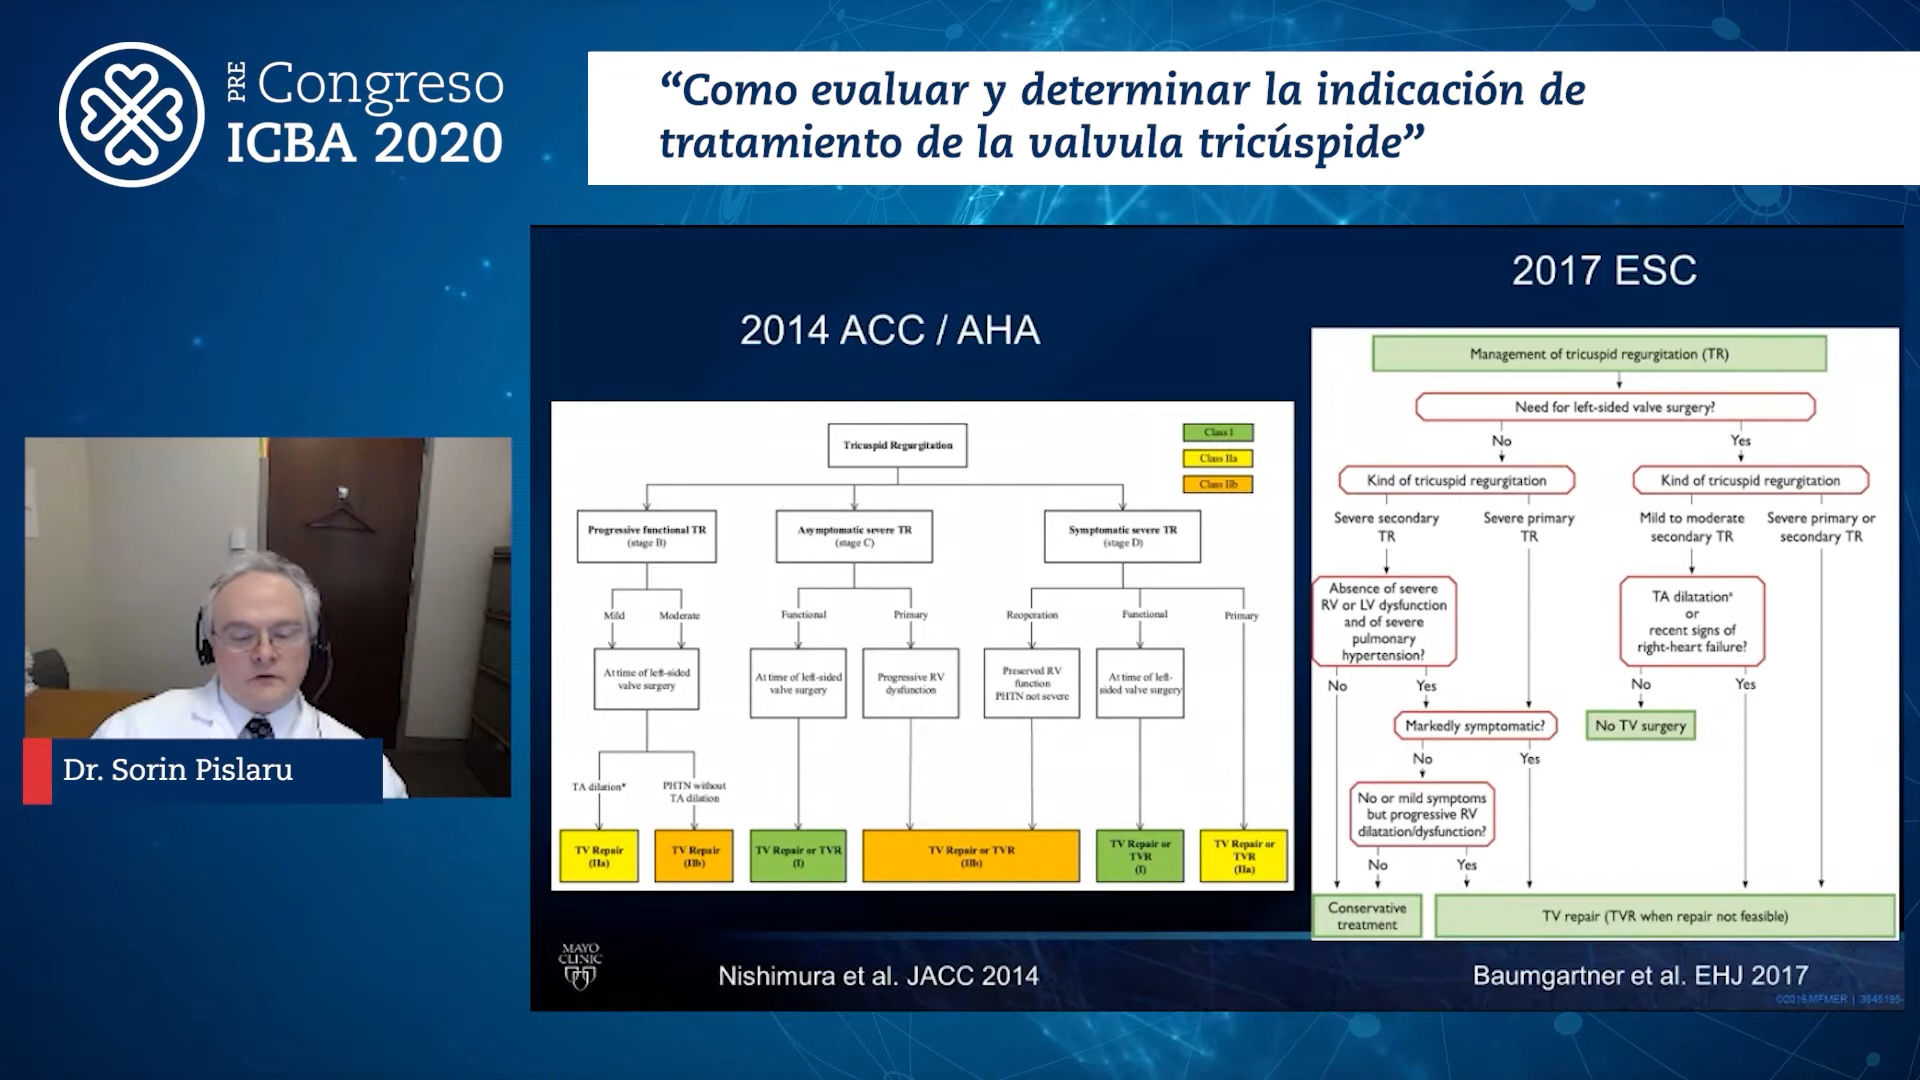 PRE
Congreso
ICBA 2020
“Como evaluar y determinar la indicación de
tratamiento de la valvula tricúspide”
Dr. Sorin Pislaru
2014 ACC / AHA
Tricuspid Regurgitation
Class I
Class IIa
Class IIb
Progressive functional TR
(stage B)
Asymptomatic severe TR
(stage C)
Symptomatic severe TR
(stage D)
Mild
Moderate
Functional
Primary
Reoperation
Functional
Primary
At time of left-sided
valve surgery
At time of left-sided
valve surgery
Progressive RV
dysfunction
Preserved RV
function
PHTN not severe
At time of left-
sided valve surgery
TA dilation*
PHTN without
TA dilation
TV Repair
(IIa)
TV Repair
(IIb)
TV Repair or TVR
(I)
TV Repair or TVR
(IIb)
TV Repair or
TVR
(I)
TV Repair or
TVR
(IIa)
MAYO
CLINIC
Nishimura et al. JACC 2014
2017 ESC
Management of tricuspid regurgitation (TR)
Need for left-sided valve surgery?
No
Yes
Kind of tricuspid regurgitation
Kind of tricuspid regurgitation
Severe secondary
TR
Severe primary
TR
Mild to moderate
secondary TR
Severe primary or
secondary TR
Absence of severe
RV or LV dysfunction
and of severe
pulmonary
hypertension?
TA dilatation*
or
recent signs of
right-heart failure?
No
Yes
No
Yes
Markedly symptomatic?
No TV surgery
No
Yes
No or mild symptoms
but progressive RV
dilatation/dysfunction?
No
Yes
Conservative
treatment
TV repair (TVR when repair not feasible)
Baumgartner et al. EHJ 2017
©2016 MFMER | 3545195-